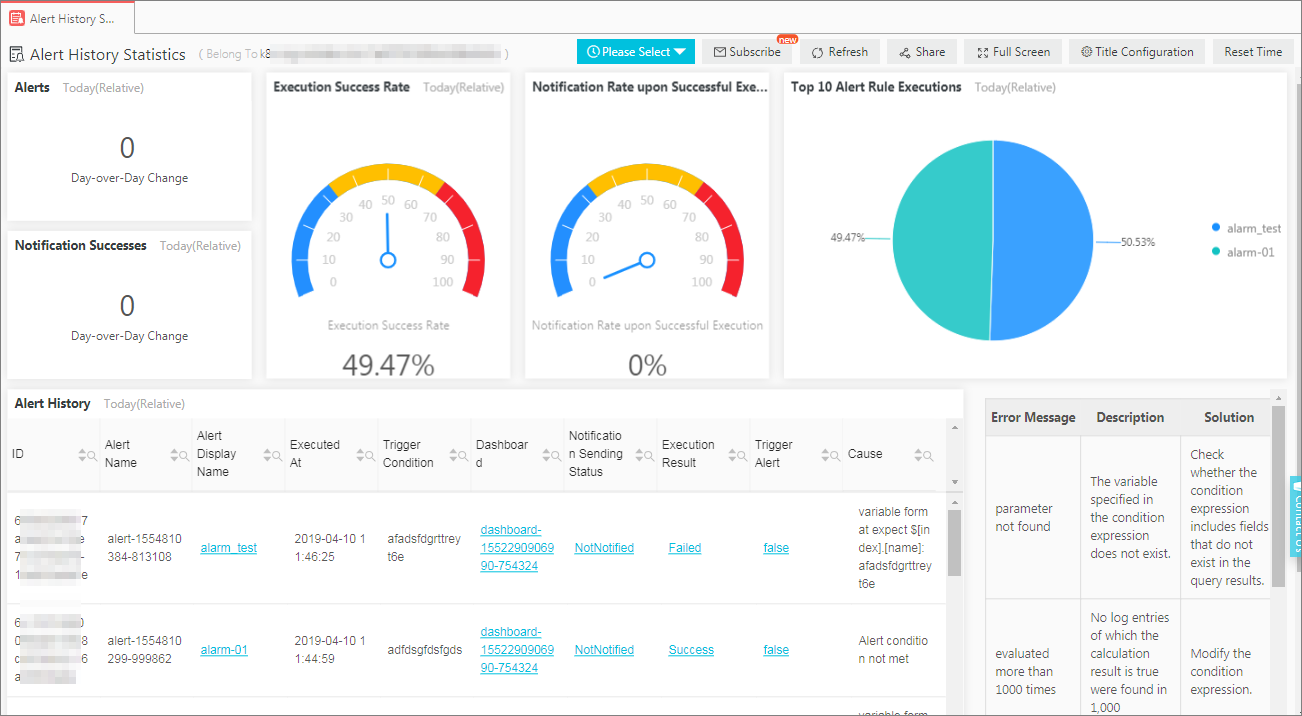 Alert History S...
Alert History Statistics
( Belong To k8
)
Please Select
Subscribe
new
Refresh
Share
Full Screen
Title Configuration
Reset Time
Alerts Today(Relative)
0
Day-over-Day Change
Notification Successes Today(Relative)
0
Day-over-Day Change
Execution Success Rate Today(Relative)
0
10
20
30
40
50
60
70
80
90
100
Execution Success Rate
49.47%
Notification Rate upon Successful Exe...
0
10
20
30
40
50
60
70
80
90
100
Notification Rate upon Successful Execution
0%
Top 10 Alert Rule Executions Today(Relative)
49.47%
50.53%
alarm_test
alarm-01
Alert History Today(Relative)
ID
Alert
Name
Alert
Display
Name
Executed
At
Trigger
Condition
Dashboar
d
Notificatio
n Sending
Status
Execution
Result
Trigger
Alert
Cause
alert-1554810
384-813108
alarm_test
2019-04-10 1
1:46:25
afadsfdgrttrey
t6e
dashboard-
15522909069
90-754324
NotNotified
Failed
false
variable form
at expect $[in
dex].[name]:
afadsfdgrttrey
t6e
alert-1554810
299-999862
alarm-01
2019-04-10 1
1:44:59
adfdsgfdsfgds
dashboard-
15522909069
90-754324
NotNotified
Success
false
Alert conditio
n not met
variable form
Error Message
Description
Solution
parameter
not found
The variable
specified in
the condition
expression
does not exist.
Check
whether the
condition
expression
includes fields
that do not
exist in the
query results.
evaluated
more than
1000 times
No log entries
of which the
calculation
result is true
were found in
1,000
Modify the
condition
expression.
Contact Us